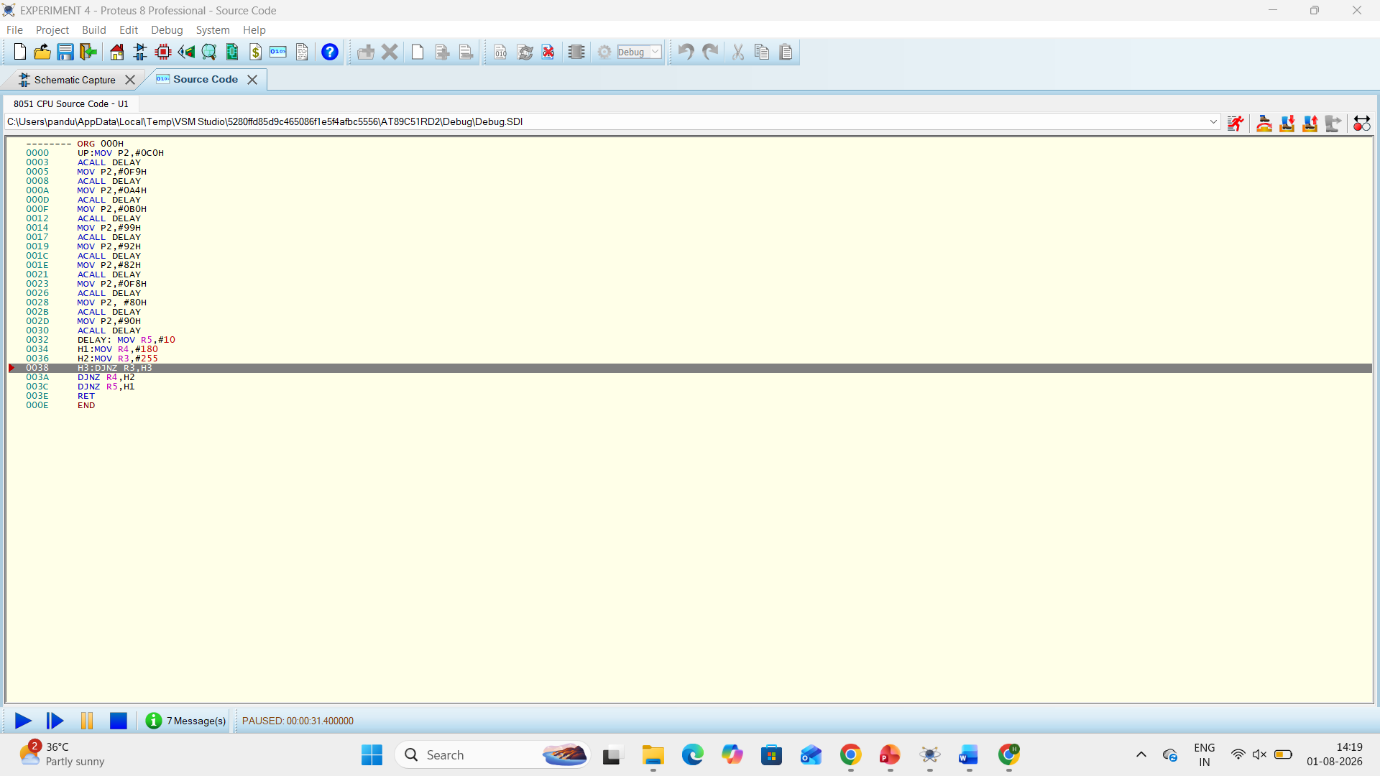 EXPERIMENT 4 - Proteus 8 Professional - Source Code
File Project Build Edit Debug System Help
Debug
Schematic Capture Source Code
8051 CPU Source Code - U1
C:\Users\pandu\AppData\Local\Temp\VSM Studio\5280ffd85d9c465086f1e5f4afbc5556\AT89C51RD2\Debug\Debug.SDI
-------- ORG 000H
0000 UP:MOV P2,#0C0H
0003 ACALL DELAY
0005 MOV P2,#0F9H
0008 ACALL DELAY
000A MOV P2,#0A4H
000D ACALL DELAY
000F MOV P2,#0B0H
0012 ACALL DELAY
0014 MOV P2,#99H
0017 ACALL DELAY
0019 MOV P2,#92H
001C ACALL DELAY
001E MOV P2,#82H
0021 ACALL DELAY
0023 MOV P2,#0F8H
0026 ACALL DELAY
0028 MOV P2, #80H
002B ACALL DELAY
002D MOV P2,#90H
0030 ACALL DELAY
0032 DELAY: MOV R5,#10
0034 H1:MOV R4,#180
0036 H2:MOV R3,#255
0038 H3:DJNZ R3,H3
003A DJNZ R4,H2
003C DJNZ R5,H1
003E RET
000E END
7 Message(s) PAUSED: 00:00:31.400000
2
36°C
Partly sunny
Search
ENG
IN
14:19
01-08-2026